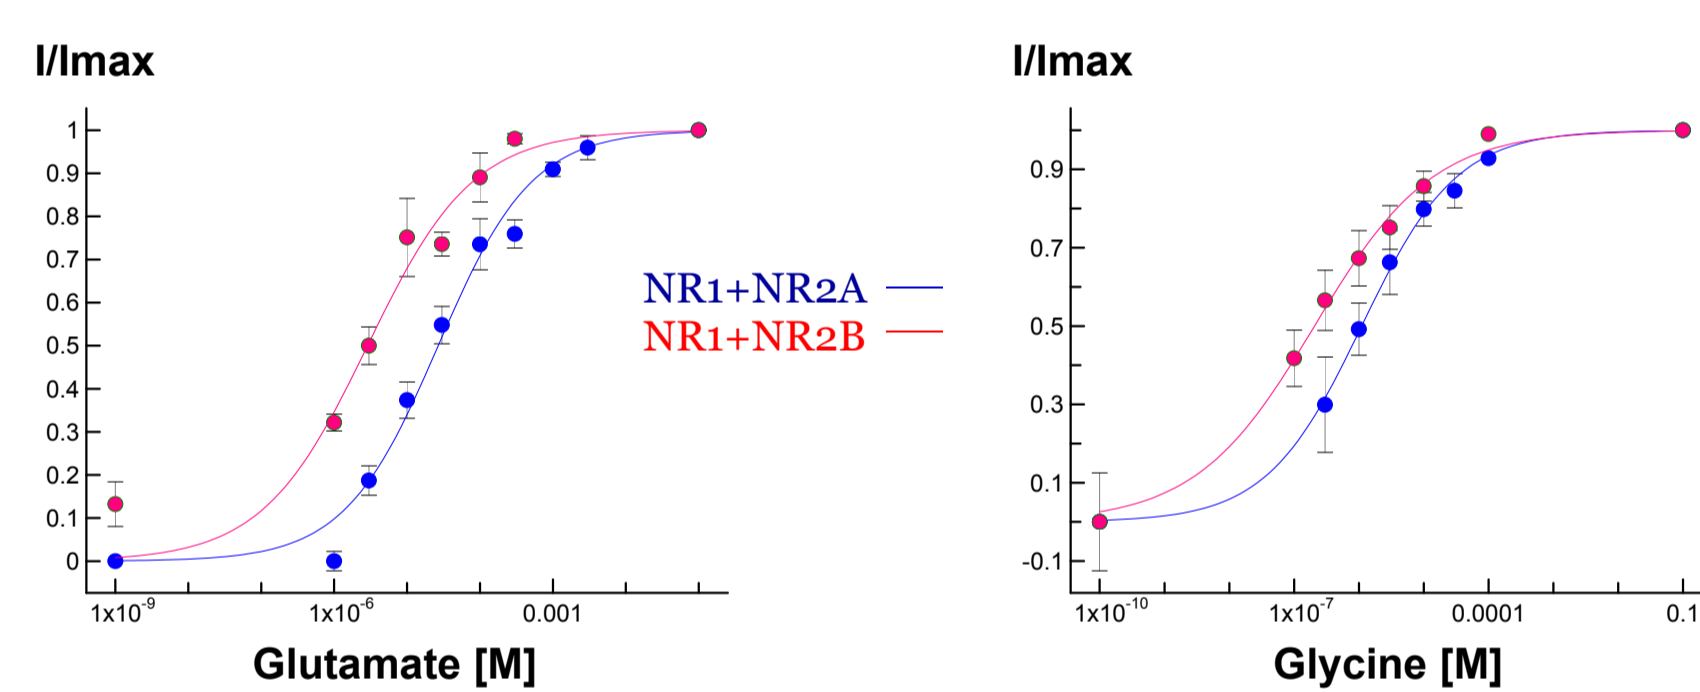 I/Imax
1
0.9
0.8
0.7
0.6
0.5
0.4
0.3
0.2
0.1
0
1x10⁻⁹ 1x10⁻⁶ 0.001
Glutamate [M]
NR1+NR2A
NR1+NR2B
I/Imax
0.9
0.7
0.5
0.3
0.1
-0.1
1x10⁻¹⁰ 1x10⁻⁷ 0.0001 0.1
Glycine [M]